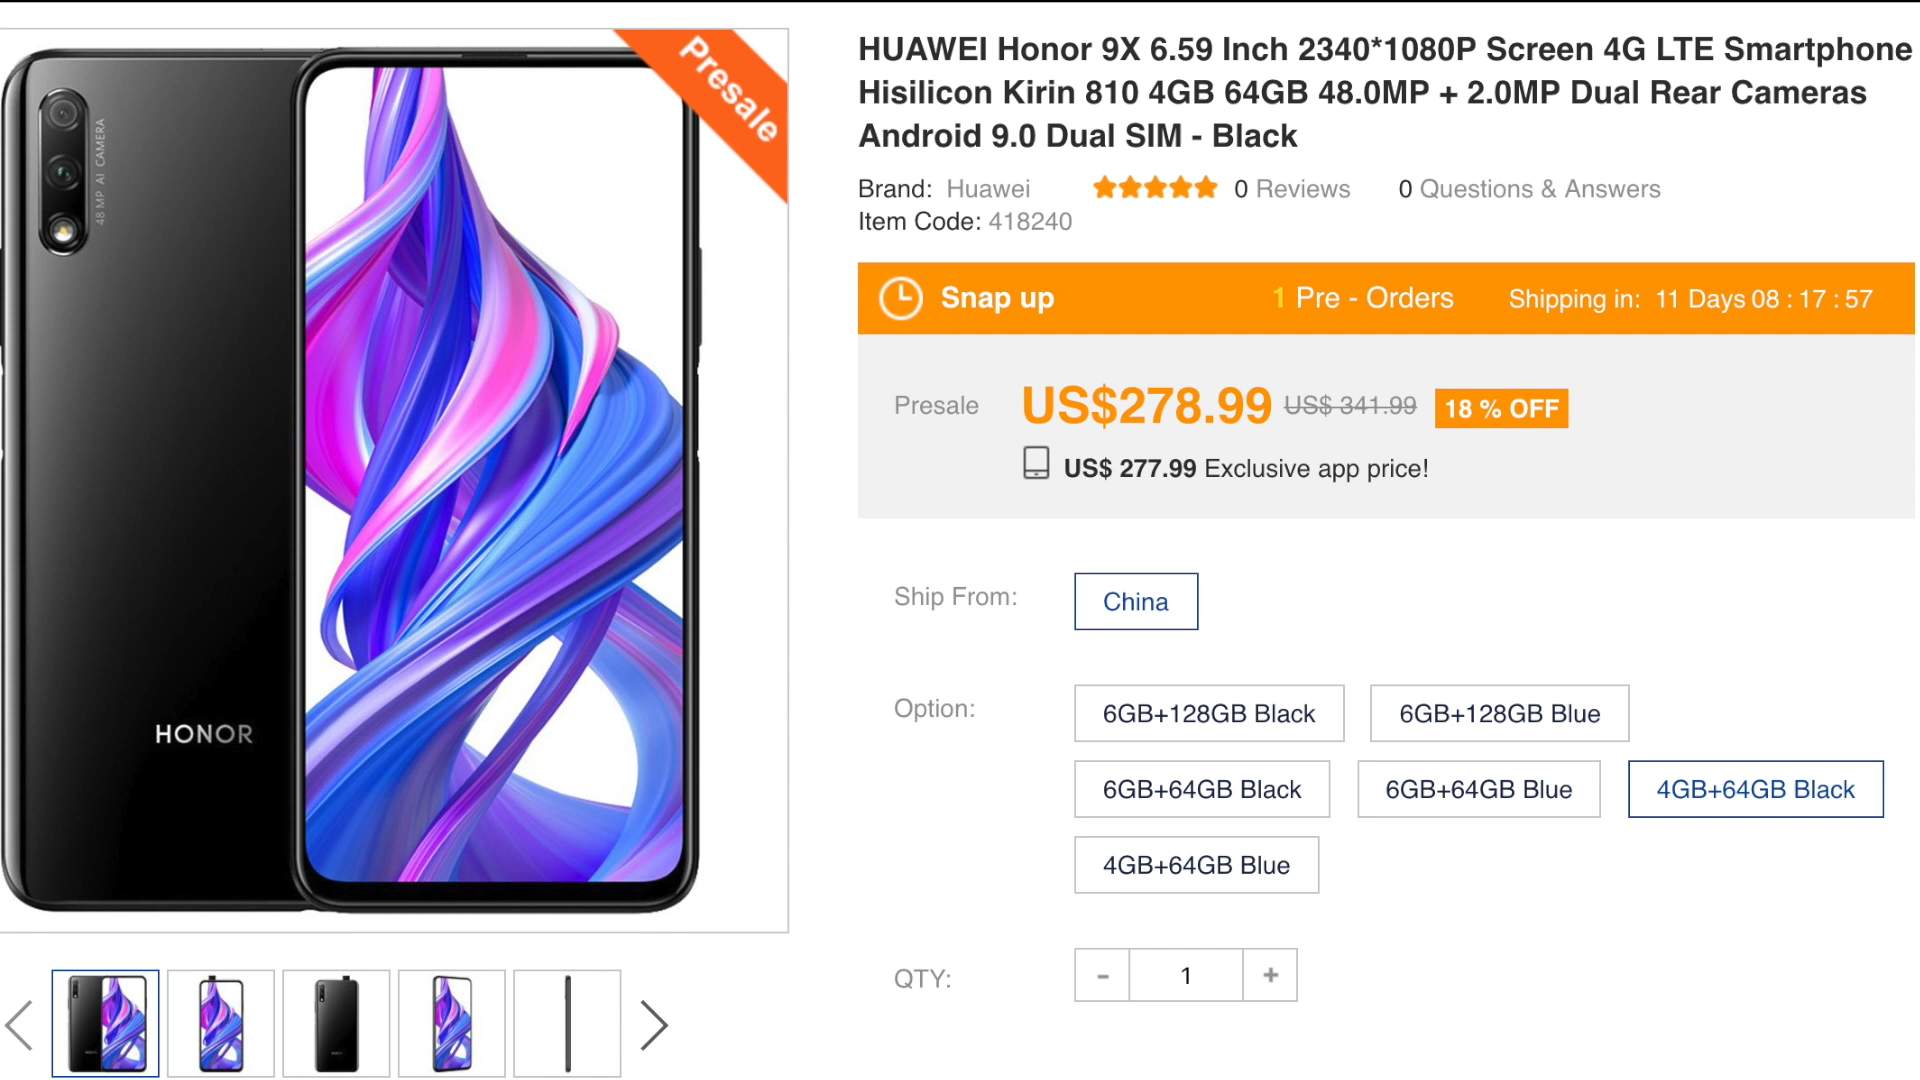 Presale
48 MP AI CAMERA
HONOR
HUAWEI Honor 9X 6.59 Inch 2340*1080P Screen 4G LTE Smartphone
Hisilicon Kirin 810 4GB 64GB 48.0MP + 2.0MP Dual Rear Cameras
Android 9.0 Dual SIM - Black
Brand: Huawei 0 Reviews 0 Questions & Answers
Item Code: 418240
Snap up 1 Pre - Orders Shipping in: 11 Days 08 : 17 : 57
Presale US$278.99 US$ 341.99 18 % OFF
US$ 277.99 Exclusive app price!
Ship From: China
Option: 6GB+128GB Black 6GB+128GB Blue
6GB+64GB Black 6GB+64GB Blue 4GB+64GB Black
4GB+64GB Blue
QTY: - 1 +